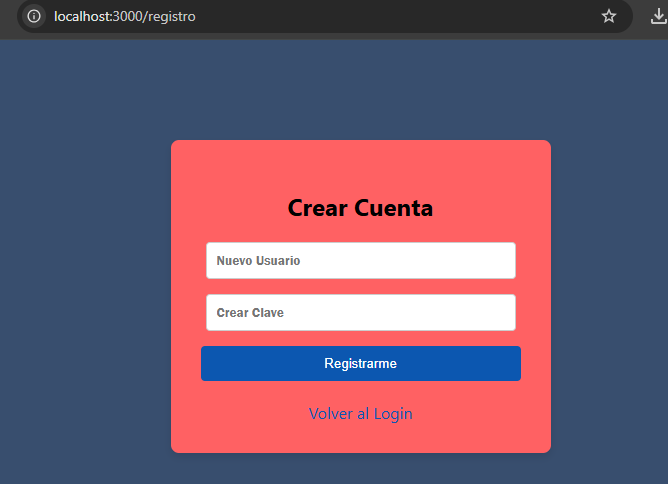 localhost:3000/registro
Crear Cuenta
Nuevo Usuario
Crear Clave
Registrarme
Volver al Login